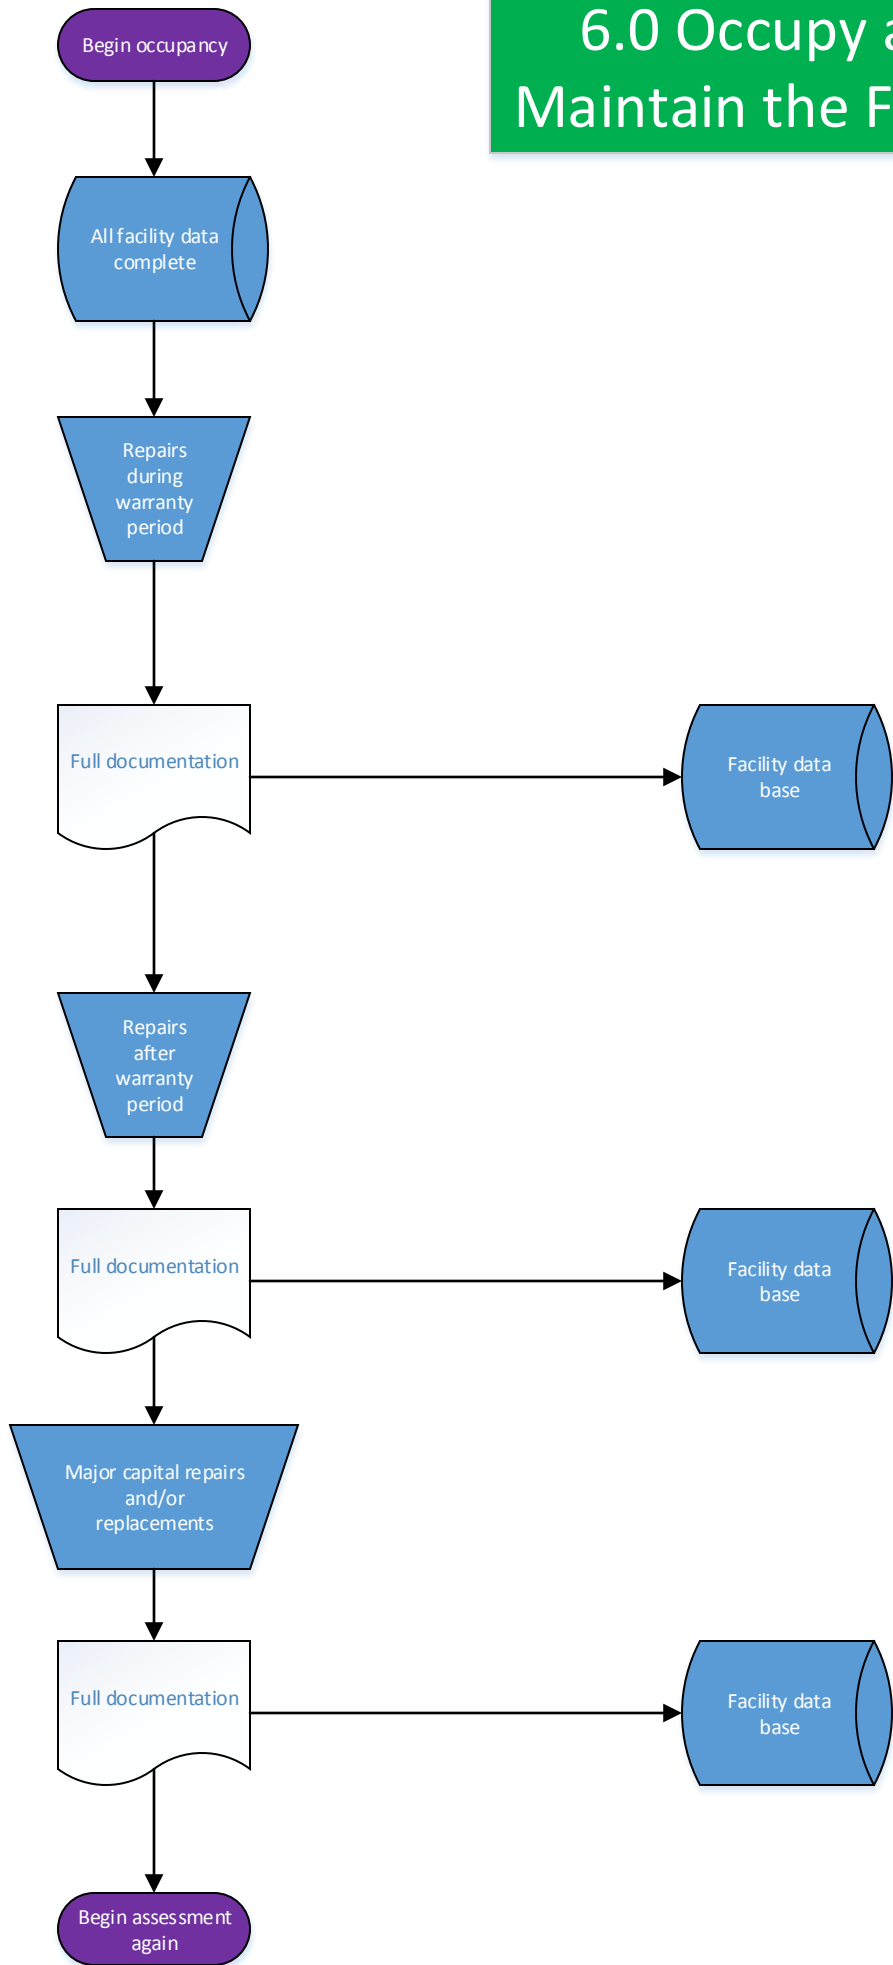 6.0 Occupy a
Maintain the F
Begin occupancy
All facility data
complete
Repairs
during
warranty
period
Full documentation
Facility data
base
Repairs
after
warranty
period
Full documentation
Facility data
base
Major capital repairs
and/or
replacements
Full documentation
Facility data
base
Begin assessment
again